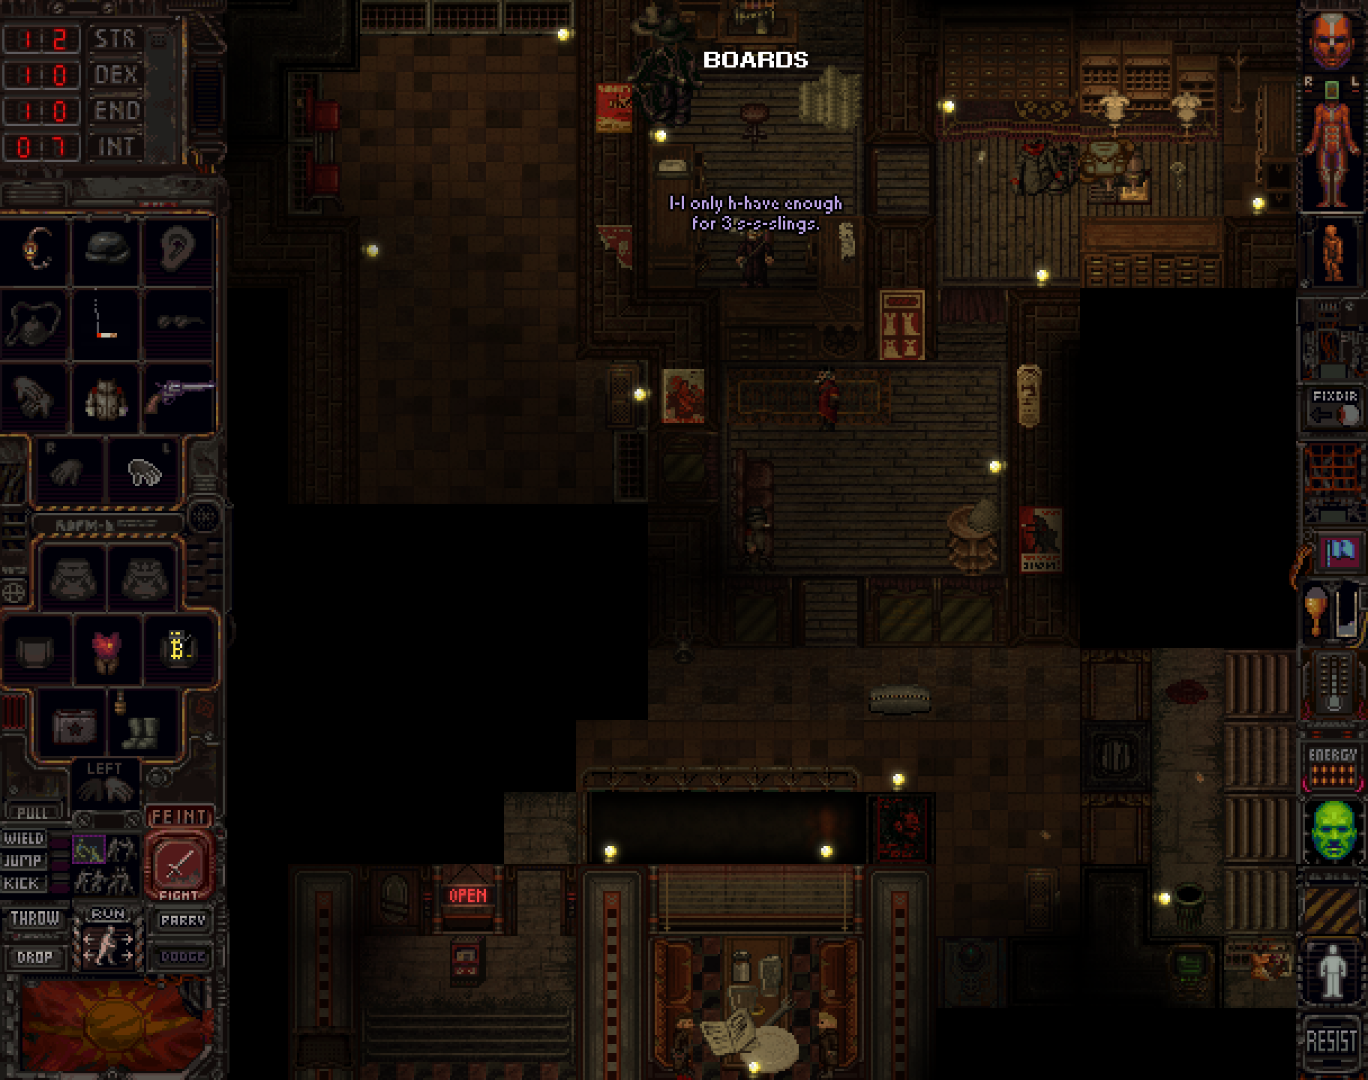 12 STR
10 DEX
10 END
07 INT
BOARDS
I-I only h-have enough
for 3 s-s-slings.
R L
FIXDIR
R L
B
LEFT
PULL
FEINT
WIELD
JUMP
KICK
FIGHT
THROW
RUN
PARRY
DROP
DODGE
OPEN
ENERGY
RESIST